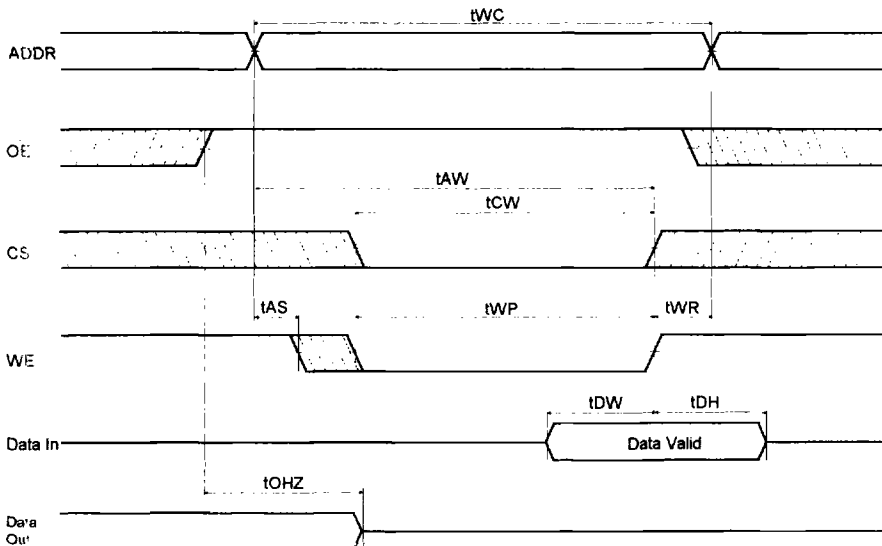 tWC
ADDR
OE
tAW
tCW
CS
tAS
tWP
tWR
WE
tDW
tDH
Data In
Data Valid
tOHZ
Data
Out